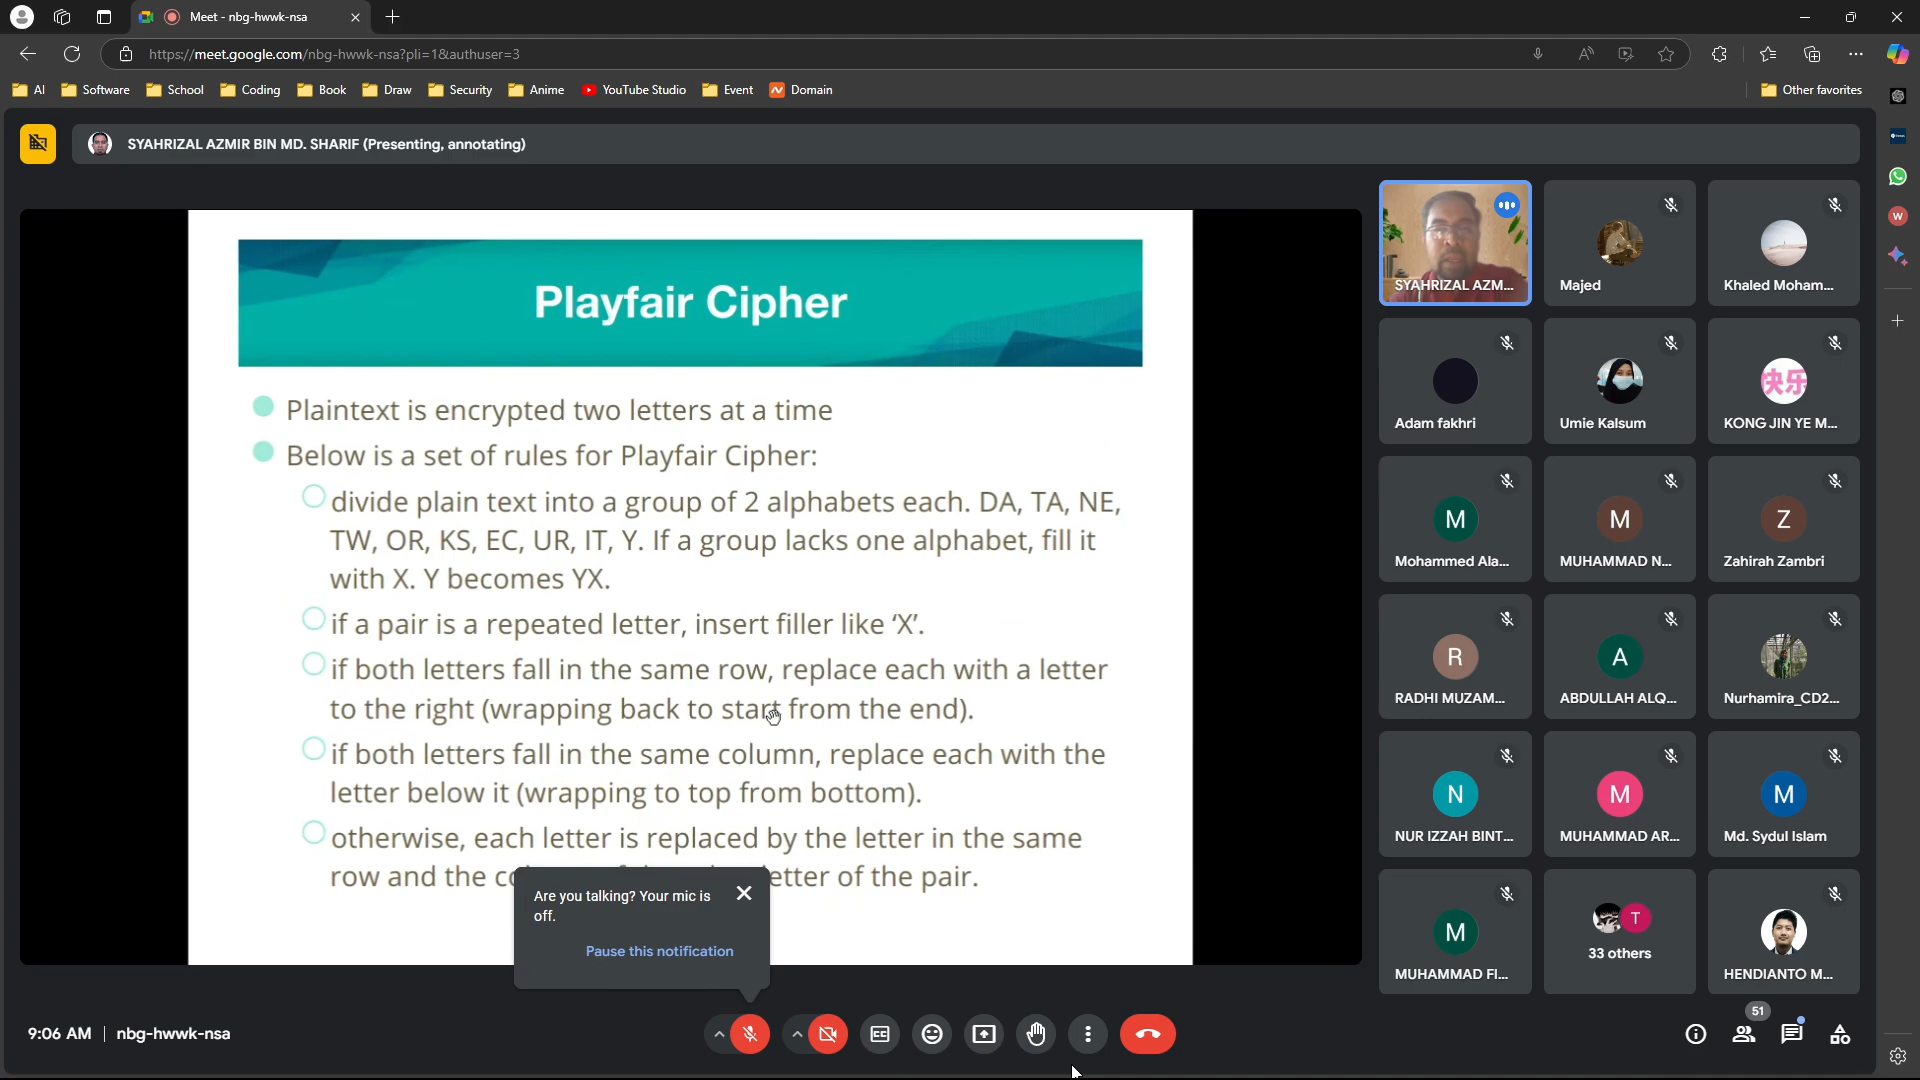 Meet - nbg-hwwk-nsa
https://meet.google.com/nbg-hwwk-nsa?pli=1&authuser=3
AI Software School Coding Book Draw Security Anime YouTube Studio Event Domain Other favorites
SYAHRIZAL AZMIR BIN MD. SHARIF (Presenting, annotating)
Playfair Cipher
Plaintext is encrypted two letters at a time
Below is a set of rules for Playfair Cipher:
divide plain text into a group of 2 alphabets each. DA, TA, NE,
TW, OR, KS, EC, UR, IT, Y. If a group lacks one alphabet, fill it
with X. Y becomes YX.
if a pair is a repeated letter, insert filler like ‘X’.
if both letters fall in the same row, replace each with a letter
to the right (wrapping back to start from the end).
if both letters fall in the same column, replace each with the
letter below it (wrapping to top from bottom).
otherwise, each letter is replaced by the letter in the same
row and the etter of the pair.
Are you talking? Your mic is
off.
Pause this notification
SYAHRIZAL AZM... Majed Khaled Moham...
快乐
Adam fakhri Umie Kalsum KONG JIN YE M...
M M Z
Mohammed Ala... MUHAMMAD N... Zahirah Zambri
R A
RADHI MUZAM... ABDULLAH ALQ... Nurhamira_CD2...
N M M
NUR IZZAH BINT... MUHAMMAD AR... Md. Sydul Islam
M T
MUHAMMAD FI... 33 others HENDIANTO M...
W
51
9:06 AM nbg-hwwk-nsa